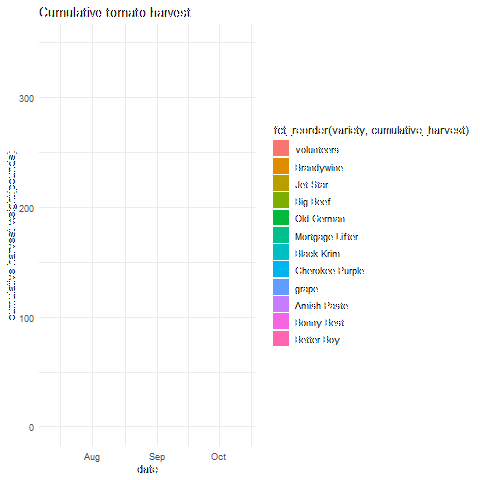 Cumulative tomato harvest
cumulative harvest weight(pounds)
300
200
100
0
Aug Sep Oct
date
fct_reorder(variety, cumulative_harvest)
Volunteers
Brandywine
Jet Star
Big Beef
Old German
Mortgage Lifter
Black Krim
Cherokee Purple
grape
Amish Paste
Bonny Best
Better Boy